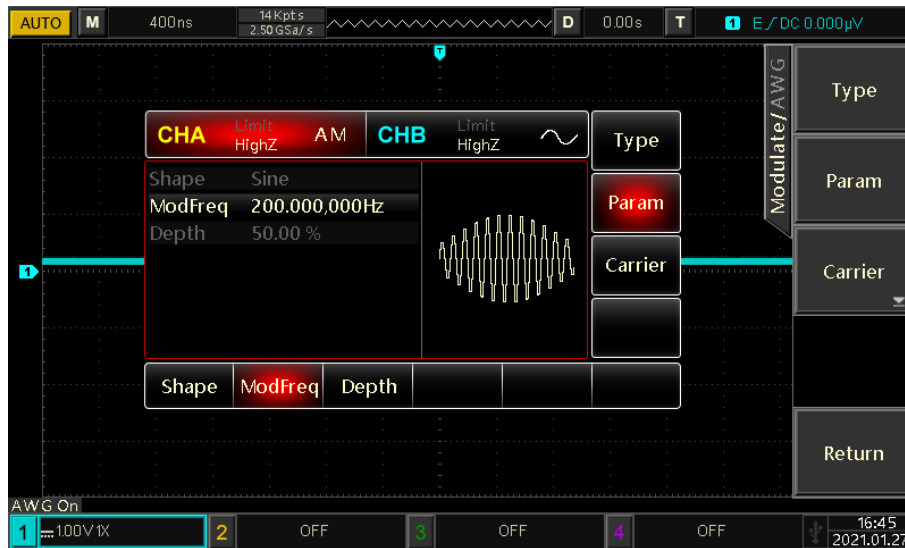 AUTO M 400ns 14Kpts D 0.00s T 1 E DC 0.000µV
2.50GSa/s
T
Modulate/AWG
Type
Param
Carrier
Return
CHA Limit AM CHB Limit
HighZ HighZ
Type
Param
Carrier
Shape Sine
ModFreq 200.000,000Hz
Depth 50.00 %
1
Shape ModFreq Depth
AWG On
1 1.00V 1X 2 OFF 3 OFF 4 OFF 16:45
2021.01.27